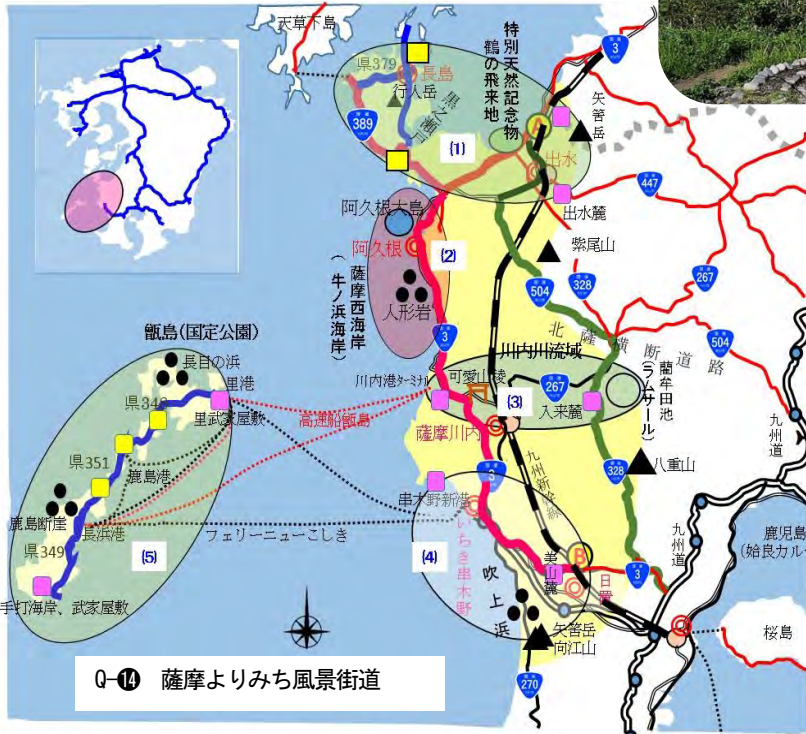 天草下島
県379
長島
行人岳
黒之瀬戸
389
特別天然記念物
鶴の飛来地
3
A
矢筈岳
(1)
出水
447
出水麓
阿久根大島
阿久根
(2)
紫尾山
人形岩
薩摩西海岸
(牛ノ浜海岸)
504
328
267
3
北薩横断道路
504
甑島(国定公園)
長目の浜
里港
県348
里武家屋敷
県351
鹿島港
鹿島断崖
長浜港
県349
(5)
手打海岸、武家屋敷
高速船甑島
フェリーニューこしき
川内川流域
川内港ターミナル
可愛山稜
267
(3)
入来麓
藺牟田池
(ラムサール)
薩摩川内
九州新幹線
328
八重山
九州道
3
串木野新港
いちき串木野
(4)
B
美山麓
日置
3
九州道
鹿児島
(姶良カル
吹上浜
矢筈岳
向江山
桜島
270
Q-⓮ 薩摩よりみち風景街道